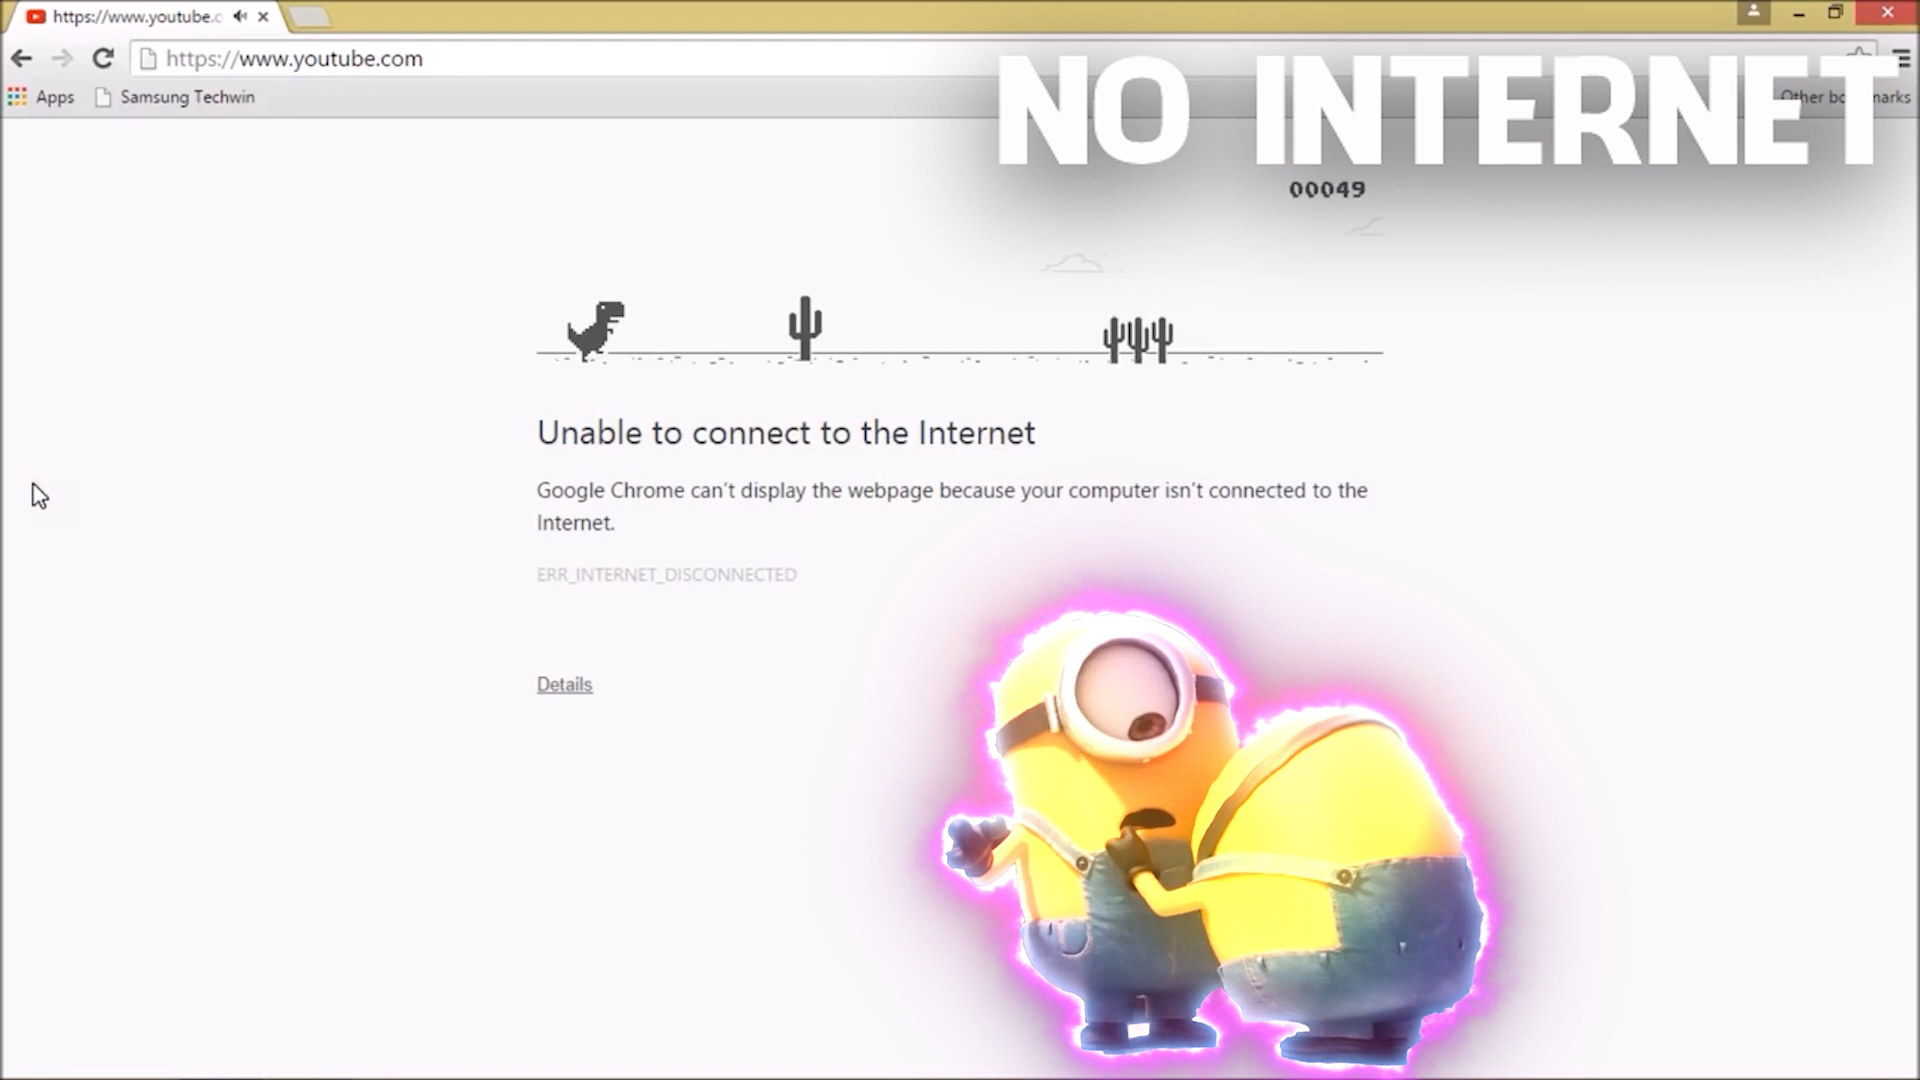 https://www.youtube.c
https://www.youtube.com
Apps
Samsung Techwin
NO INTERNET
00049
Unable to connect to the Internet
Google Chrome can't display the webpage because your computer isn't connected to the
Internet.
ERR_INTERNET_DISCONNECTED
Details